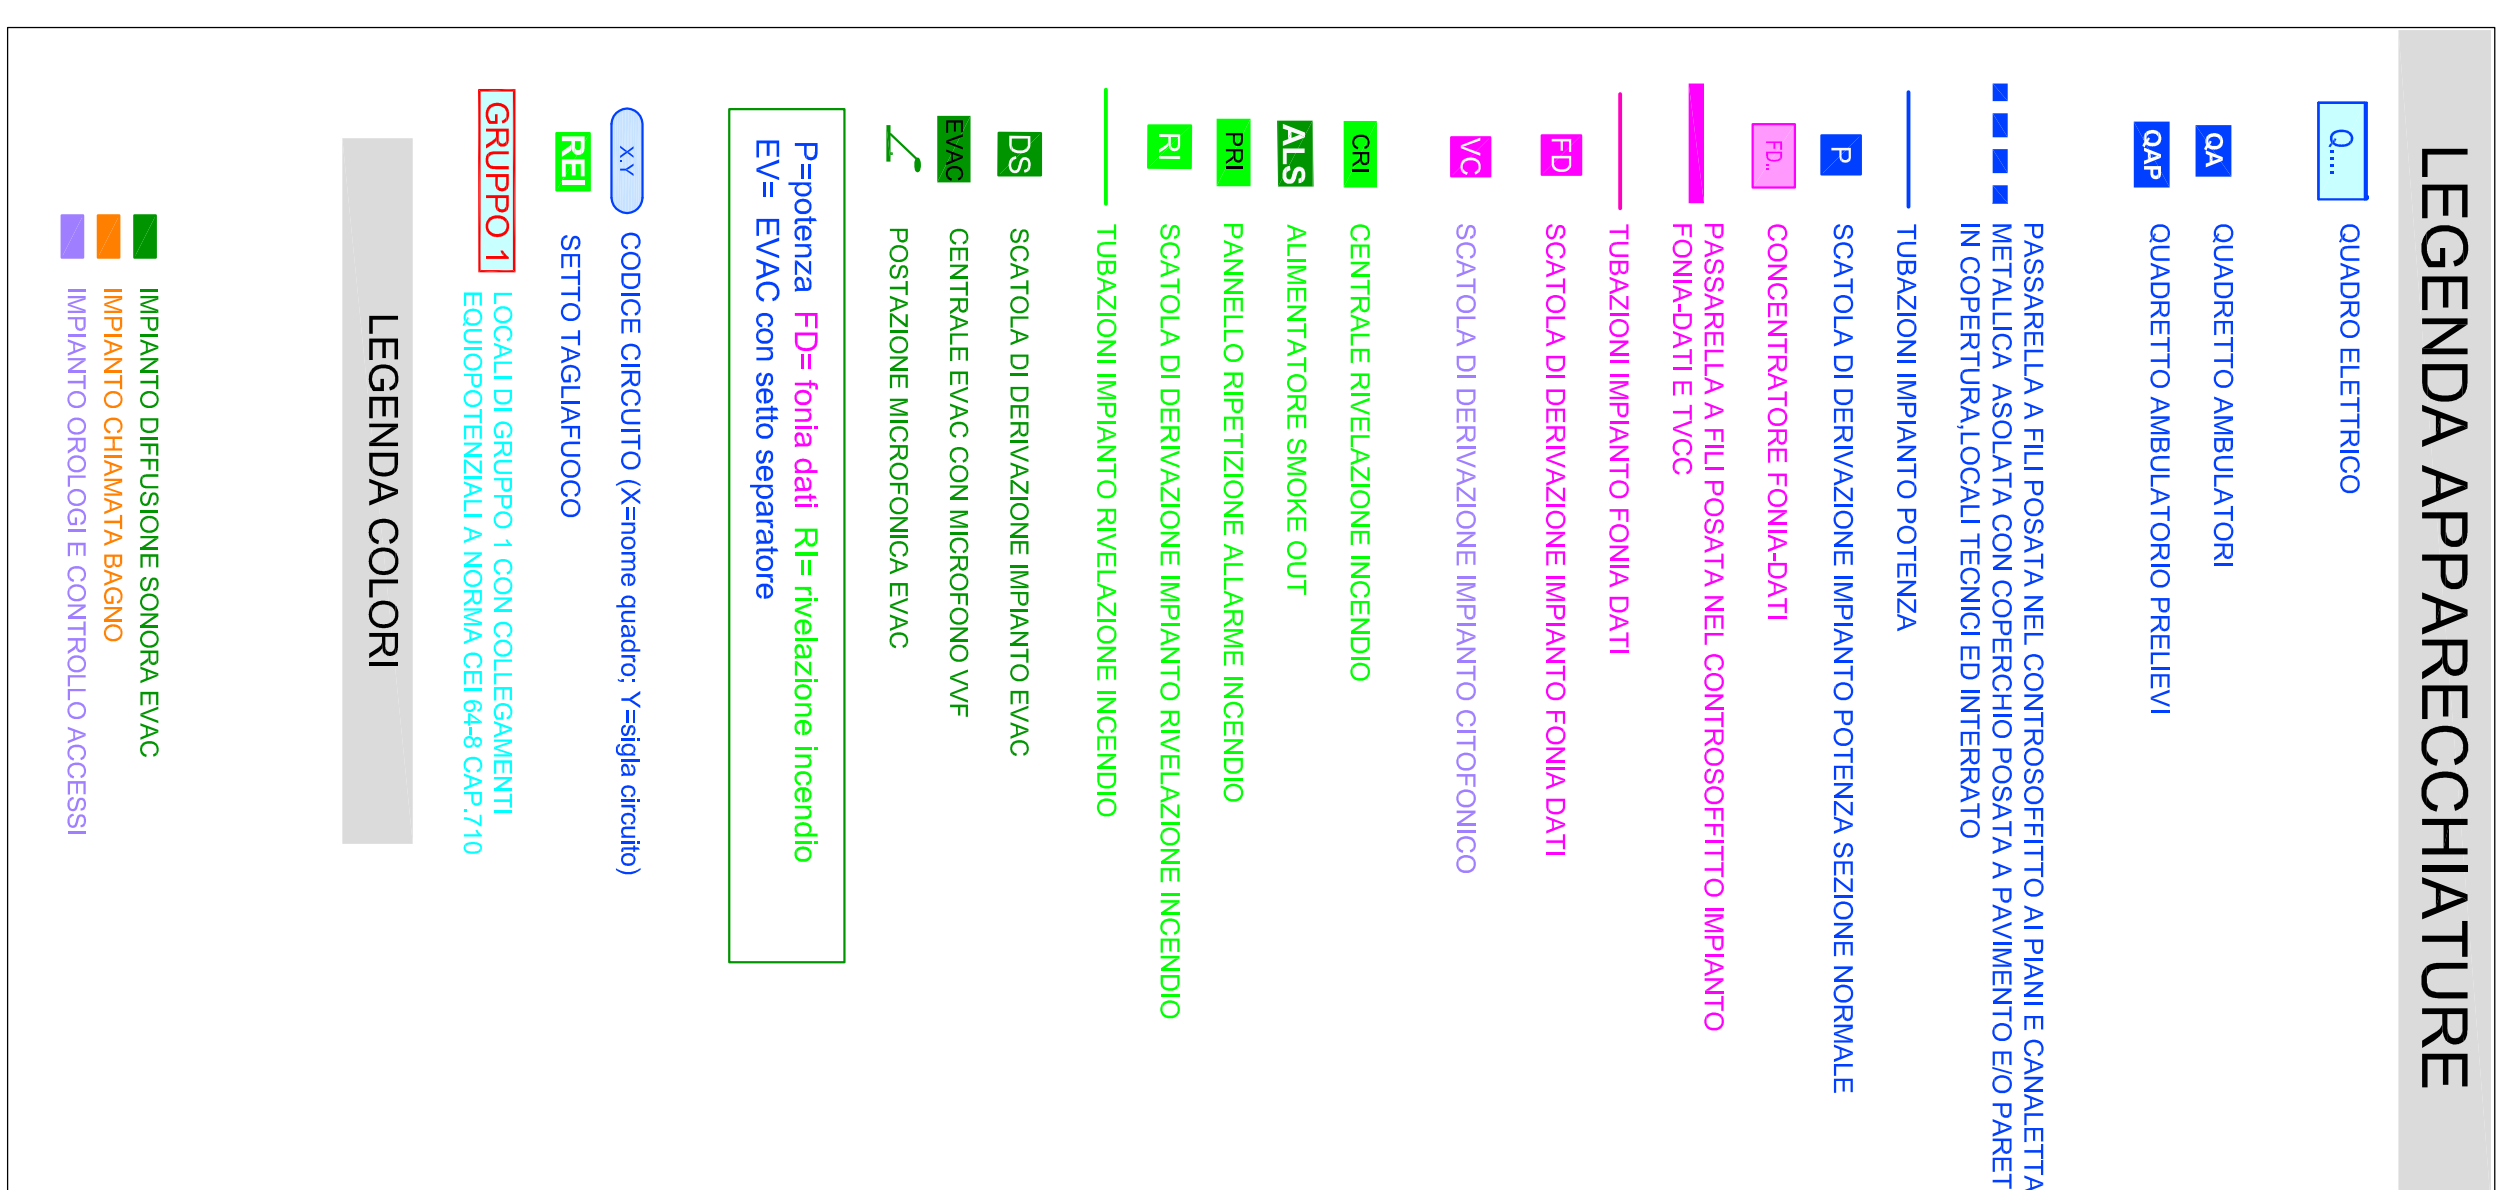 LEGENDA APPARECCHIATURE
Q... QUADRO ELETTRICO
QA QUADRETTO AMBULATORI
QAP QUADRETTO AMBULATORIO PRELIEVI
PASSARELLA A FILI POSATA NEL CONTROSOFFITTO AI PIANI E CANALETTA
METALLICA ASOLATA CON COPERCHIO POSATA A PAVIMENTO E/O PARET
IN COPERTURA,LOCALI TECNICI ED INTERRATO
TUBAZIONI IMPIANTO POTENZA
P SCATOLA DI DERIVAZIONE IMPIANTO POTENZA SEZIONE NORMALE
FD.. CONCENTRATORE FONIA-DATI
PASSARELLA A FILI POSATA NEL CONTROSOFFITTO IMPIANTO
FONIA-DATI E TVCC
TUBAZIONI IMPIANTO FONIA DATI
FD SCATOLA DI DERIVAZIONE IMPIANTO FONIA DATI
VC SCATOLA DI DERIVAZIONE IMPIANTO CITOFONICO
CRI CENTRALE RIVELAZIONE INCENDIO
ALS ALIMENTATORE SMOKE OUT
PRI PANNELLO RIPETIZIONE ALLARME INCENDIO
RI SCATOLA DI DERIVAZIONE IMPIANTO RIVELAZIONE INCENDIO
TUBAZIONI IMPIANTO RIVELAZIONE INCENDIO
DS SCATOLA DI DERIVAZIONE IMPIANTO EVAC
EVAC CENTRALE EVAC CON MICROFONO VVF
POSTAZIONE MICROFONICA EVAC
P=potenza FD= fonia dati RI= rivelazione incendio
EV= EVAC con setto separatore
X.Y CODICE CIRCUITO (X=nome quadro; Y=sigla circuito)
REI SETTO TAGLIAFUOCO
GRUPPO 1 LOCALI DI GRUPPO 1 CON COLLEGAMENTI
EQUIOPOTENZIALI A NORMA CEI 64-8 CAP.710
LEGENDA COLORI
IMPIANTO DIFFUSIONE SONORA EVAC
IMPIANTO CHIAMATA BAGNO
IMPIANTO OROLOGI E CONTROLLO ACCESSI